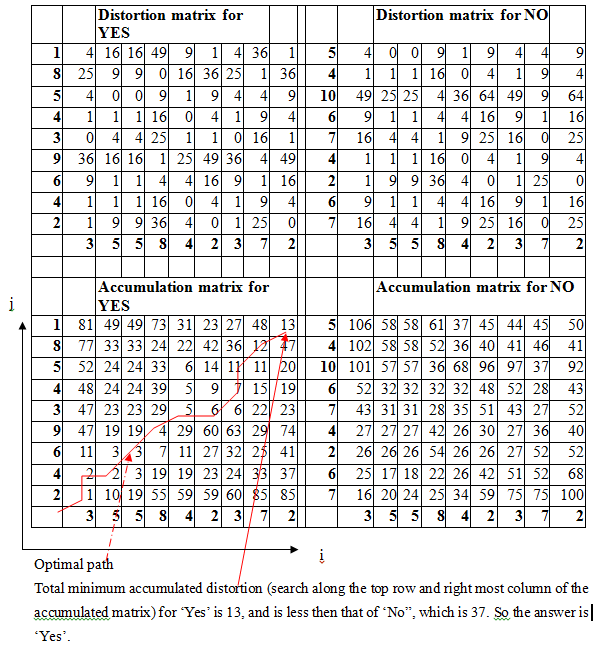 Distortion matrix for YES Distortion matrix for NO
1 4 16 16 49 9 1 4 36 1 5 4 0 0 9 1 9 4 4 9
8 25 9 9 0 16 36 25 1 36 4 1 1 1 16 0 4 1 9 4
5 4 0 0 9 1 9 4 4 9 10 49 25 25 4 36 64 49 9 64
4 1 1 1 16 0 4 1 9 4 6 9 1 1 4 4 16 9 1 16
3 0 4 4 25 1 1 0 16 1 7 16 4 4 1 9 25 16 0 25
9 36 16 16 1 25 49 36 4 49 4 1 1 1 16 0 4 1 9 4
6 9 1 1 4 4 16 9 1 16 2 1 9 9 36 4 0 1 25 0
4 1 1 1 16 0 4 1 9 4 6 9 1 1 4 4 16 9 1 16
2 1 9 9 36 4 0 1 25 0 7 16 4 4 1 9 25 16 0 25
3 5 5 8 4 2 3 7 2 3 5 5 8 4 2 3 7 2
Accumulation matrix for YES Accumulation matrix for NO
j
1 81 49 49 73 31 23 27 48 13 5 106 58 58 61 37 45 44 45 50
8 77 33 33 24 22 42 36 12 47 4 102 58 58 52 36 40 41 46 41
5 52 24 24 33 6 14 11 11 20 10 101 57 57 36 68 96 97 37 92
4 48 24 24 39 5 9 7 15 19 6 52 32 32 32 32 48 52 28 43
3 47 23 23 29 5 6 6 22 23 7 43 31 31 28 35 51 43 27 52
9 47 19 19 4 29 60 63 29 74 4 27 27 27 42 26 30 27 36 40
6 11 3 3 7 11 27 32 25 41 2 26 26 26 54 26 26 27 52 52
4 2 2 3 19 19 23 24 33 37 6 25 17 18 22 26 42 51 52 68
2 1 10 19 55 59 59 60 85 85 7 16 20 24 25 34 59 75 75 100
3 5 5 8 4 2 3 7 2 3 5 5 8 4 2 3 7 2
i
Optimal path
Total minimum accumulated distortion (search along the top row and right most column of the
accumulated matrix) for ‘Yes’ is 13, and is less then that of ‘No”, which is 37. So the answer is
‘Yes’.